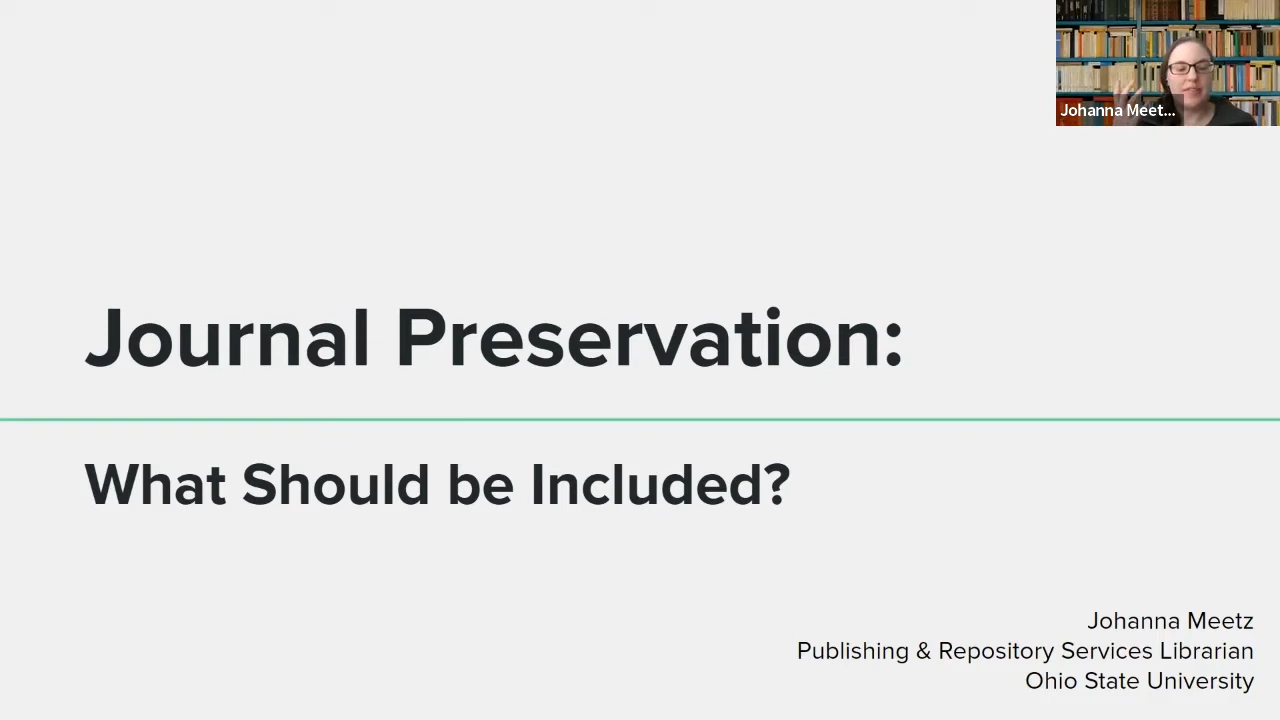 Johanna Meet...
Journal Preservation:
What Should be Included?
Johanna Meetz
Publishing & Repository Services Librarian
Ohio State University